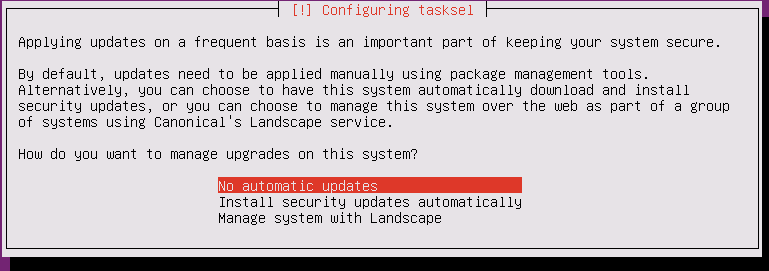 [!] Configuring tasksel
Applying updates on a frequent basis is an important part of keeping your system secure.
By default, updates need to be applied manually using package management tools.
Alternatively, you can choose to have this system automatically download and install
security updates, or you can choose to manage this system over the web as part of a group
of systems using Canonical's Landscape service.
How do you want to manage upgrades on this system?
No automatic updates
Install security updates automatically
Manage system with Landscape